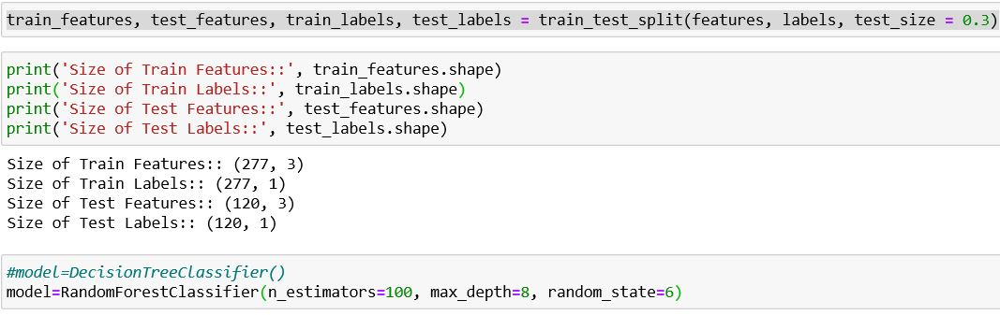 train_features, test_features, train_labels, test_labels = train_test_split(features, labels, test_size = 0.3)
print('Size of Train Features::', train_features.shape)
print('Size of Train Labels::', train_labels.shape)
print('Size of Test Features::', test_features.shape)
print('Size of Test Labels::', test_labels.shape)
Size of Train Features:: (277, 3)
Size of Train Labels:: (277, 1)
Size of Test Features:: (120, 3)
Size of Test Labels:: (120, 1)
#model=DecisionTreeClassifier()
model=RandomForestClassifier(n_estimators=100, max_depth=8, random_state=6)